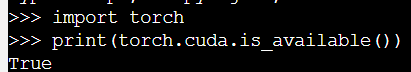 >>> import torch
>>> print(torch.cuda.is_available())
True